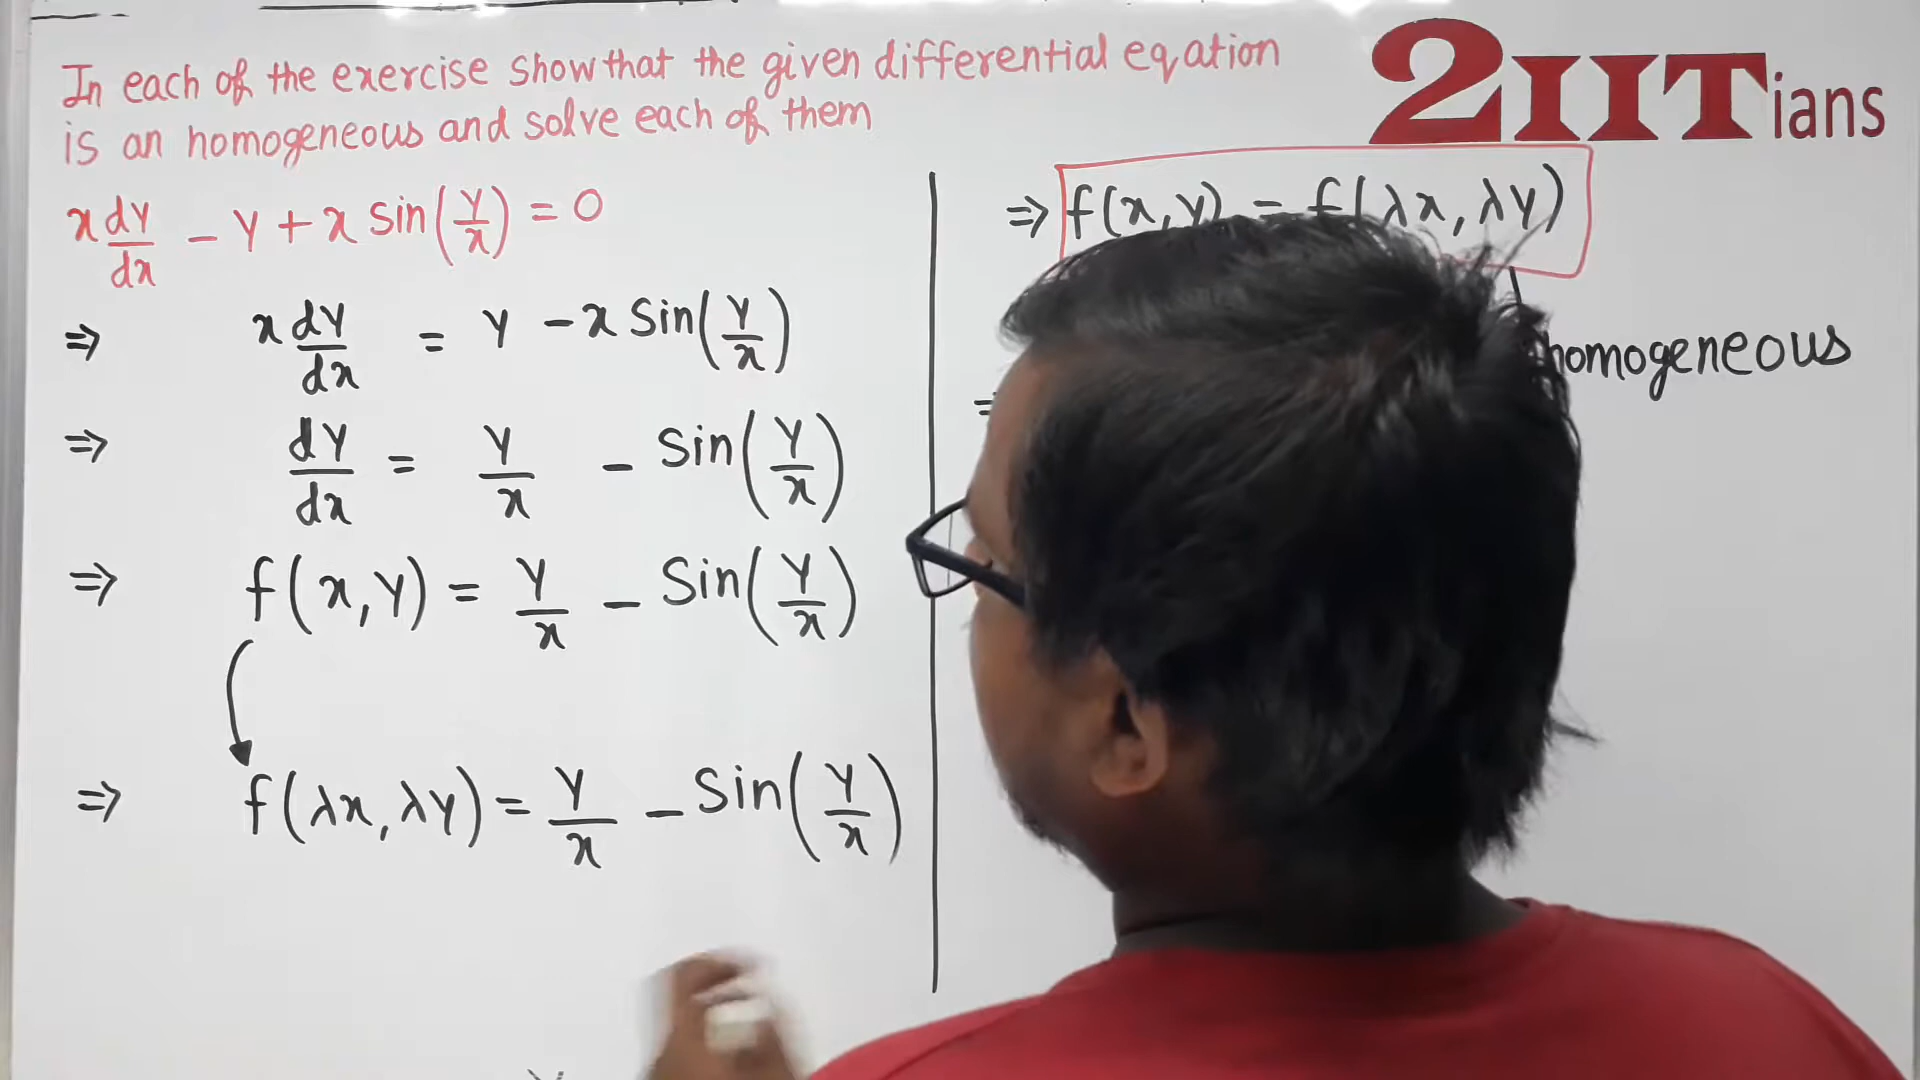 In each of the exercise show that the given differential eqation
is an homogeneous and solve each of them
x dy/dx - y + x sin(y/x) = 0
⇒ x dy/dx = y - x sin(y/x)
⇒ dy/dx = y/x - sin(y/x)
⇒ f(x,y) = y/x - sin(y/x)
⇒ f(λx,λy) = y/x - sin(y/x)
2IITians
⇒ f(x,y) = f(λx,λy)
homogeneous